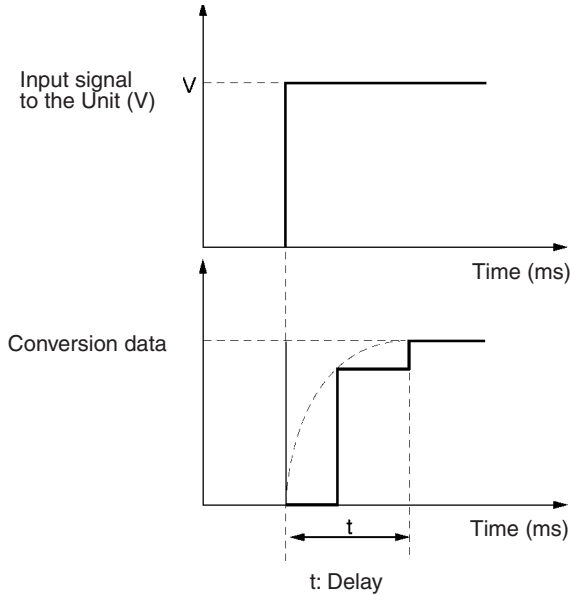 Input signal
to the Unit (V)
V
Time (ms)
Conversion data
t
Time (ms)
t: Delay